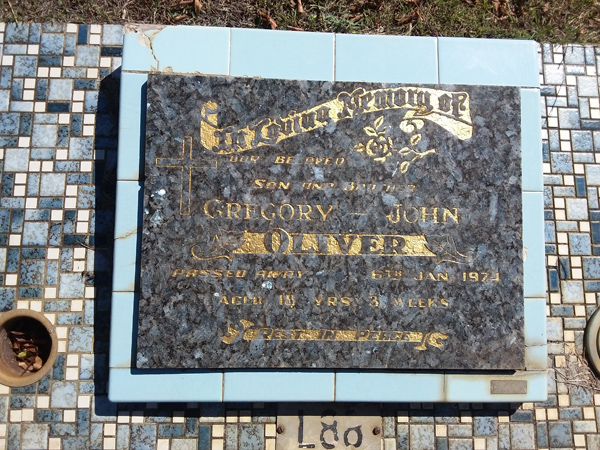 In Loving Memory of
OUR BELOVED
SON AND BROTHER
GREGORY — JOHN
OLIVER
PASSED AWAY 6TH JAN. 1974
AGED YRS. 3 WEEKS
REST IN PEACE
L86